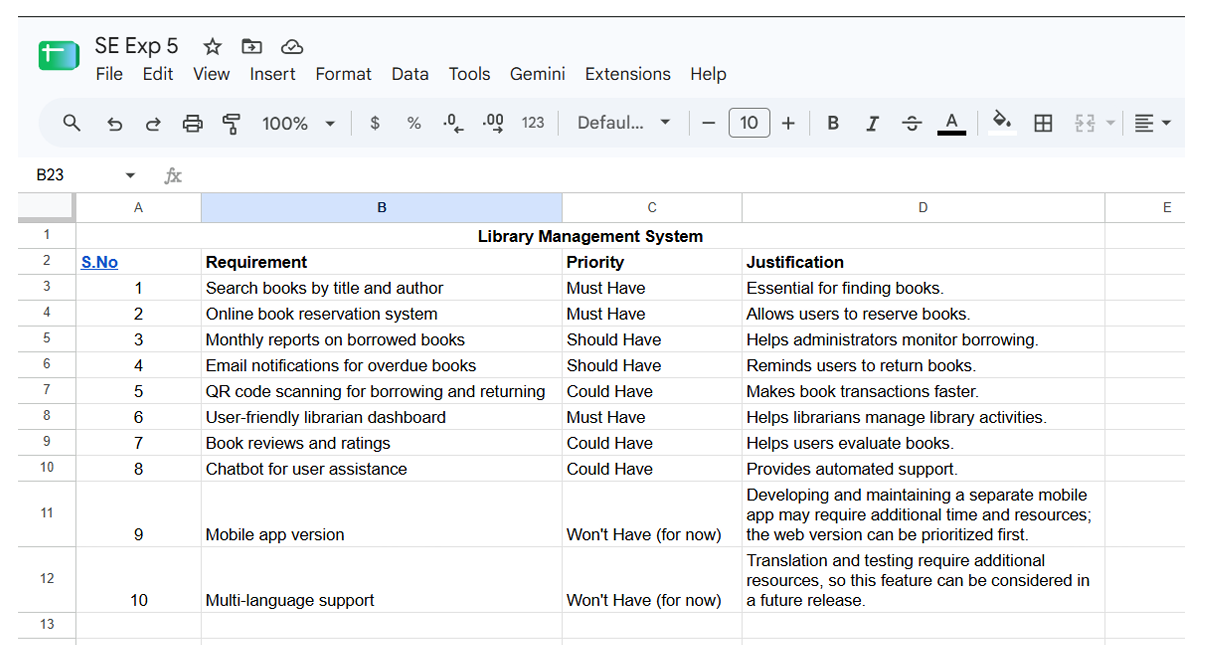 SE Exp 5
File Edit View Insert Format Data Tools Gemini Extensions Help
100% $ % .0 .00 123 Defaul... 10 B I S A
B23 fx
A B C D E
1 Library Management System
2 S.No Requirement Priority Justification
3 1 Search books by title and author Must Have Essential for finding books.
4 2 Online book reservation system Must Have Allows users to reserve books.
5 3 Monthly reports on borrowed books Should Have Helps administrators monitor borrowing.
6 4 Email notifications for overdue books Should Have Reminds users to return books.
7 5 QR code scanning for borrowing and returning Could Have Makes book transactions faster.
8 6 User-friendly librarian dashboard Must Have Helps librarians manage library activities.
9 7 Book reviews and ratings Could Have Helps users evaluate books.
10 8 Chatbot for user assistance Could Have Provides automated support.
Developing and maintaining a separate mobile
11 app may require additional time and resources;
9 Mobile app version Won't Have (for now) the web version can be prioritized first.
Translation and testing require additional
12 resources, so this feature can be considered in
10 Multi-language support Won't Have (for now) a future release.
13